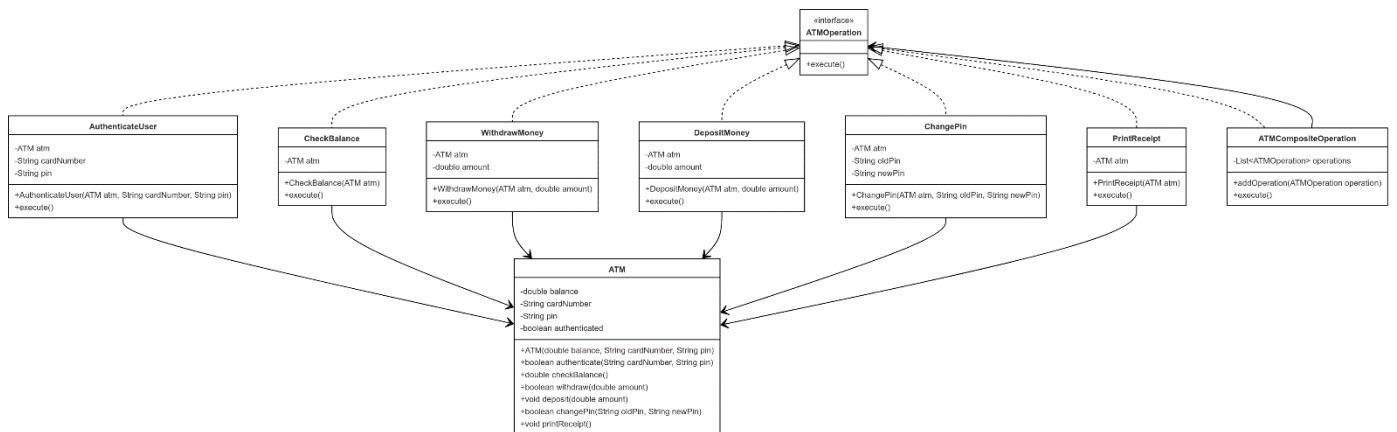 «interface»
ATMOperation
+execute()
AuthenticateUser
-ATM atm
-String cardNumber
-String pin
+AuthenticateUser(ATM atm, String cardNumber, String pin)
+execute()
CheckBalance
-ATM atm
+CheckBalance(ATM atm)
+execute()
WithdrawMoney
-ATM atm
-double amount
+WithdrawMoney(ATM atm, double amount)
+execute()
DepositMoney
-ATM atm
-double amount
+DepositMoney(ATM atm, double amount)
+execute()
ChangePin
-ATM atm
-String oldPin
-String newPin
+ChangePin(ATM atm, String oldPin, String newPin)
+execute()
PrintReceipt
-ATM atm
+PrintReceipt(ATM atm)
+execute()
ATMCompositeOperation
-List<ATMOperation> operations
+addOperation(ATMOperation operation)
+execute()
ATM
-double balance
-String cardNumber
-String pin
-boolean authenticated
+ATM(double balance, String cardNumber, String pin)
+boolean authenticate(String cardNumber, String pin)
+double checkBalance()
+boolean withdraw(double amount)
+void deposit(double amount)
+boolean changePin(String oldPin, String newPin)
+void printReceipt()